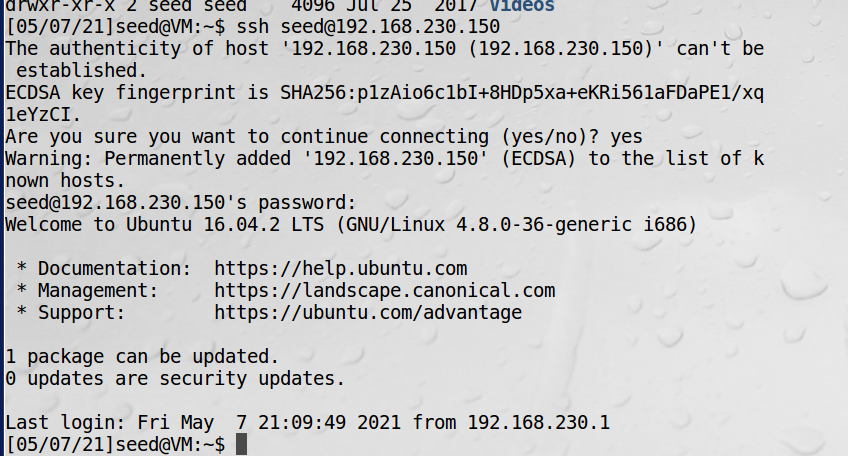 drwxr-xr-x 2 seed seed    4096 Jul 25  2017 Videos
[05/07/21]seed@VM:~$ ssh seed@192.168.230.150
The authenticity of host '192.168.230.150 (192.168.230.150)' can't be
 established.
ECDSA key fingerprint is SHA256:p1zAio6c1bI+8HDp5xa+eKRi561aFDaPE1/xq
1eYzCI.
Are you sure you want to continue connecting (yes/no)? yes
Warning: Permanently added '192.168.230.150' (ECDSA) to the list of k
nown hosts.
seed@192.168.230.150's password:
Welcome to Ubuntu 16.04.2 LTS (GNU/Linux 4.8.0-36-generic i686)

 * Documentation:  https://help.ubuntu.com
 * Management:     https://landscape.canonical.com
 * Support:        https://ubuntu.com/advantage

1 package can be updated.
0 updates are security updates.

Last login: Fri May  7 21:09:49 2021 from 192.168.230.1
[05/07/21]seed@VM:~$